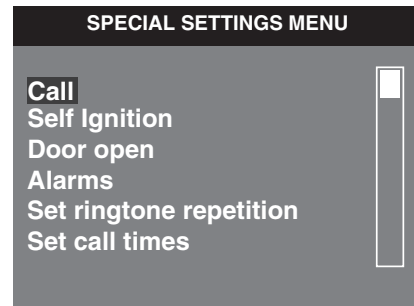 SPECIAL SETTINGS MENU
Call
Self Ignition
Door open
Alarms
Set ringtone repetition
Set call times